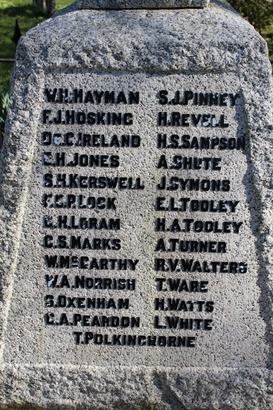 W.H.HAYMAN
F.J.HOSKING
D.C.IRELAND
E.H.JONES
S.H.KERSWELL
F.E.P.LOCK
C.H.LORAM
C.S.MARKS
W.McCARTHY
W.A.NORRISH
S.OXENHAM
C.A.PEARDON
S.J.PINNEY
H.REVELL
H.S.SAMPSON
A.SHUTE
J.SYMONS
E.L.TOOLEY
H.A.TOOLEY
A.TURNER
R.V.WALTERS
T.WARE
H.WATTS
L.WHITE
T.POLKINGHORNE